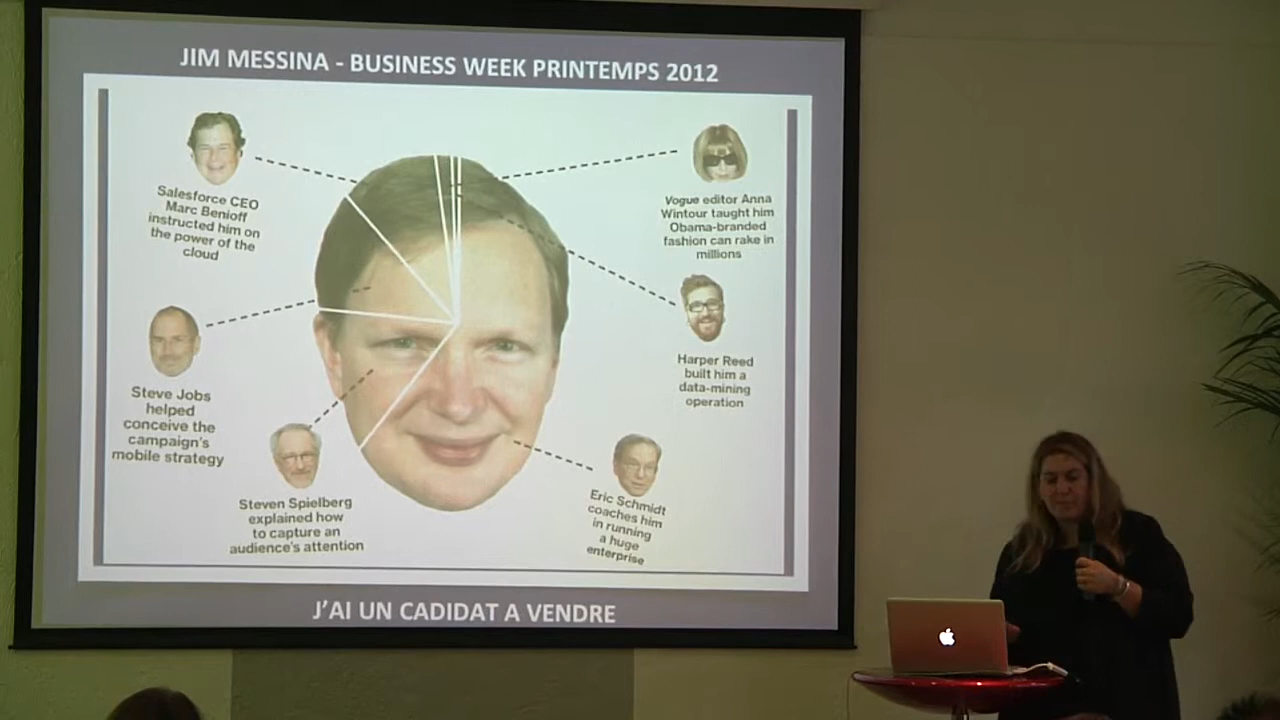 JIM MESSINA - BUSINESS WEEK PRINTEMPS 2012
Salesforce CEO
Marc Benioff
instructed him on
the power of the
cloud
Vogue editor Anna
Wintour taught him
Obama-branded
fashion can rake in
millions
Steve Jobs
helped
conceive the
campaign's
mobile strategy
Harper Reed
built him a
data-mining
operation
Steven Spielberg
explained how
to capture an
audience's attention
Eric Schmidt
coaches him
in running
a huge
enterprise
J'AI UN CADIDAT A VENDRE